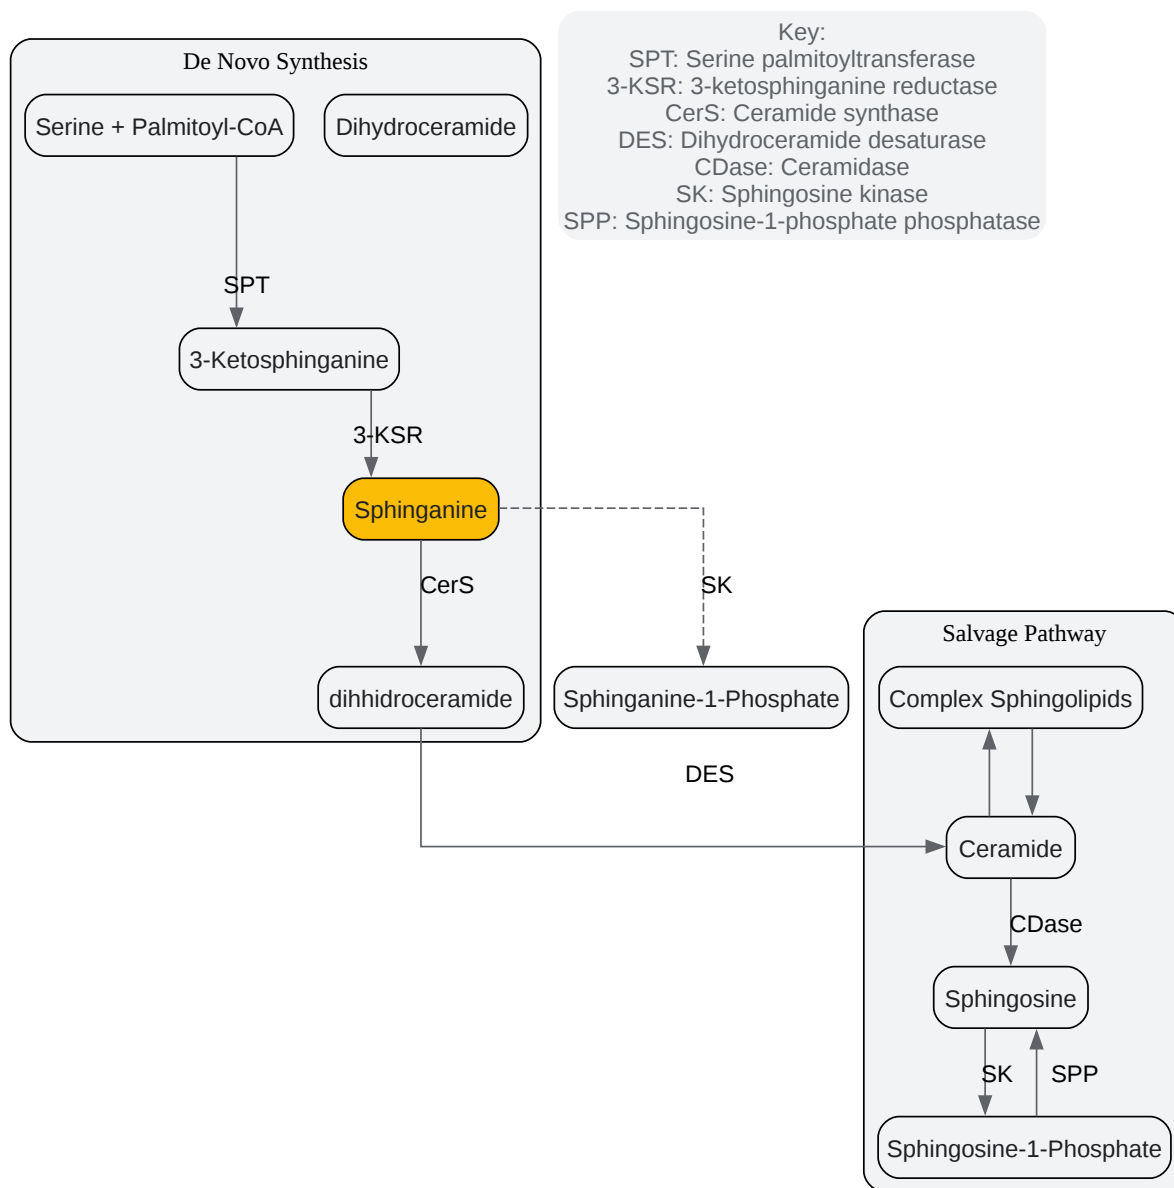 Key:
SPT: Serine palmitoyltransferase
3-KSR: 3-ketosphinganine reductase
CerS: Ceramide synthase
DES: Dihydroceramide desaturase
CDase: Ceramidase
SK: Sphingosine kinase
SPP: Sphingosine-1-phosphate phosphatase
De Novo Synthesis
Serine + Palmitoyl-CoA
Dihydroceramide
SPT
3-Ketosphinganine
3-KSR
Sphinganine
CerS
SK
dihhidroceramide
Sphinganine-1-Phosphate
DES
Salvage Pathway
Complex Sphingolipids
Ceramide
CDase
Sphingosine
SK
SPP
Sphingosine-1-Phosphate